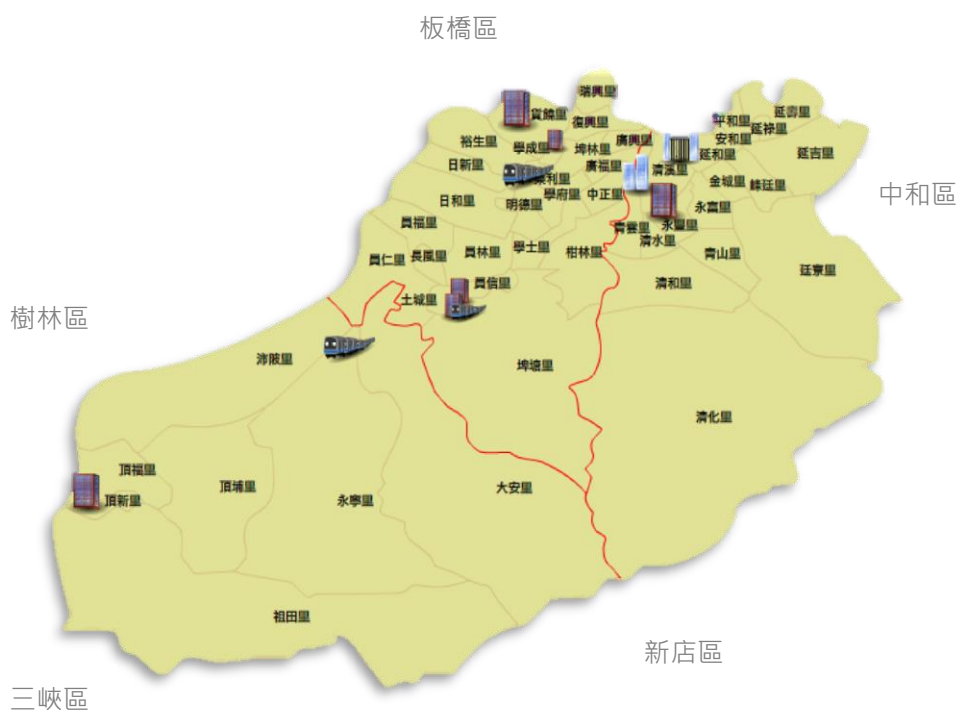 板橋區
瑞興里
貨饒里
復興里
平和里
延壽里
延祿里
裕生里
學成里
埤林里
廣興里
安和里
延和里
延吉里
日新里
廣福里
清溪里
樂利里
學府里
中正里
金城里
峰廷里
中和區
日和里
明德里
永富里
員福里
青雲里
永豐里
清水里
員仁里
長風里
員林里
學士里
柑林里
青山里
廷寮里
土城里
員信里
清和里
樹林區
沛陂里
埤塘里
清化里
頂福里
頂新里
頂埔里
永寧里
大安里
祖田里
新店區
三峽區